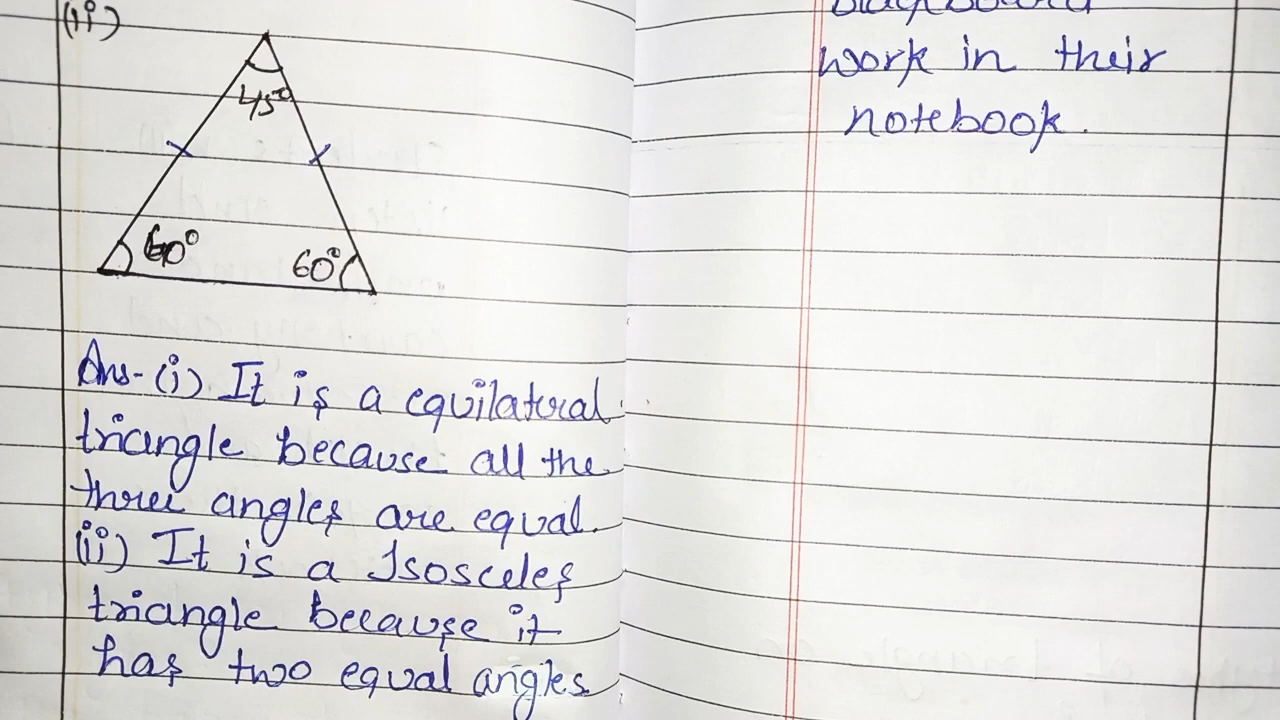 (ii)
45°
60° 60°
Ans- (i) It is a equilateral
triangle because all the
three angles are equal.
(ii) It is a Isosceles
triangle because it
has two equal angles
work in their
notebook.